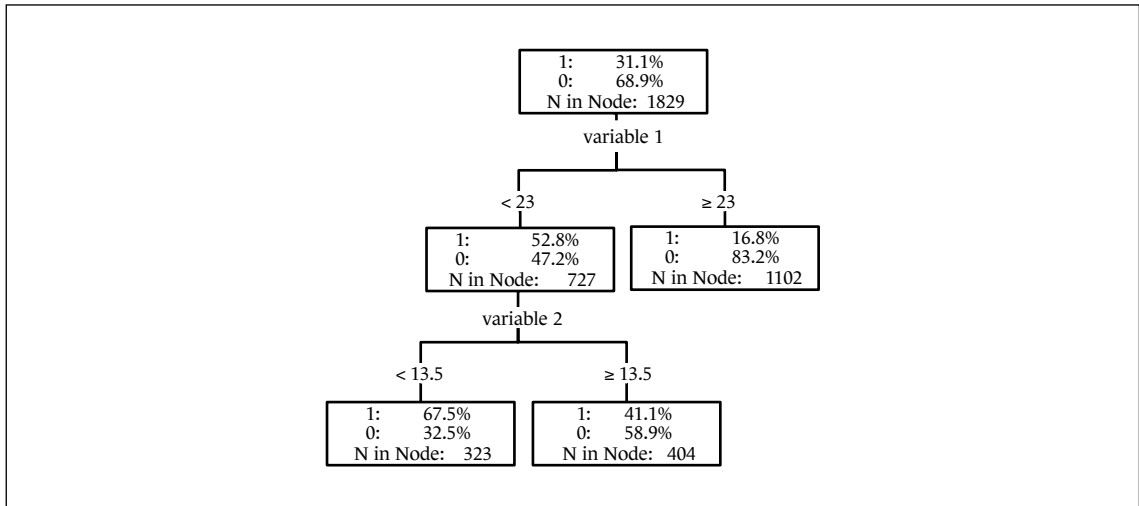 1: 31.1%
0: 68.9%
N in Node: 1829
variable 1
< 23
≥ 23
1: 52.8%
0: 47.2%
N in Node: 727
1: 16.8%
0: 83.2%
N in Node: 1102
variable 2
< 13.5
≥ 13.5
1: 67.5%
0: 32.5%
N in Node: 323
1: 41.1%
0: 58.9%
N in Node: 404